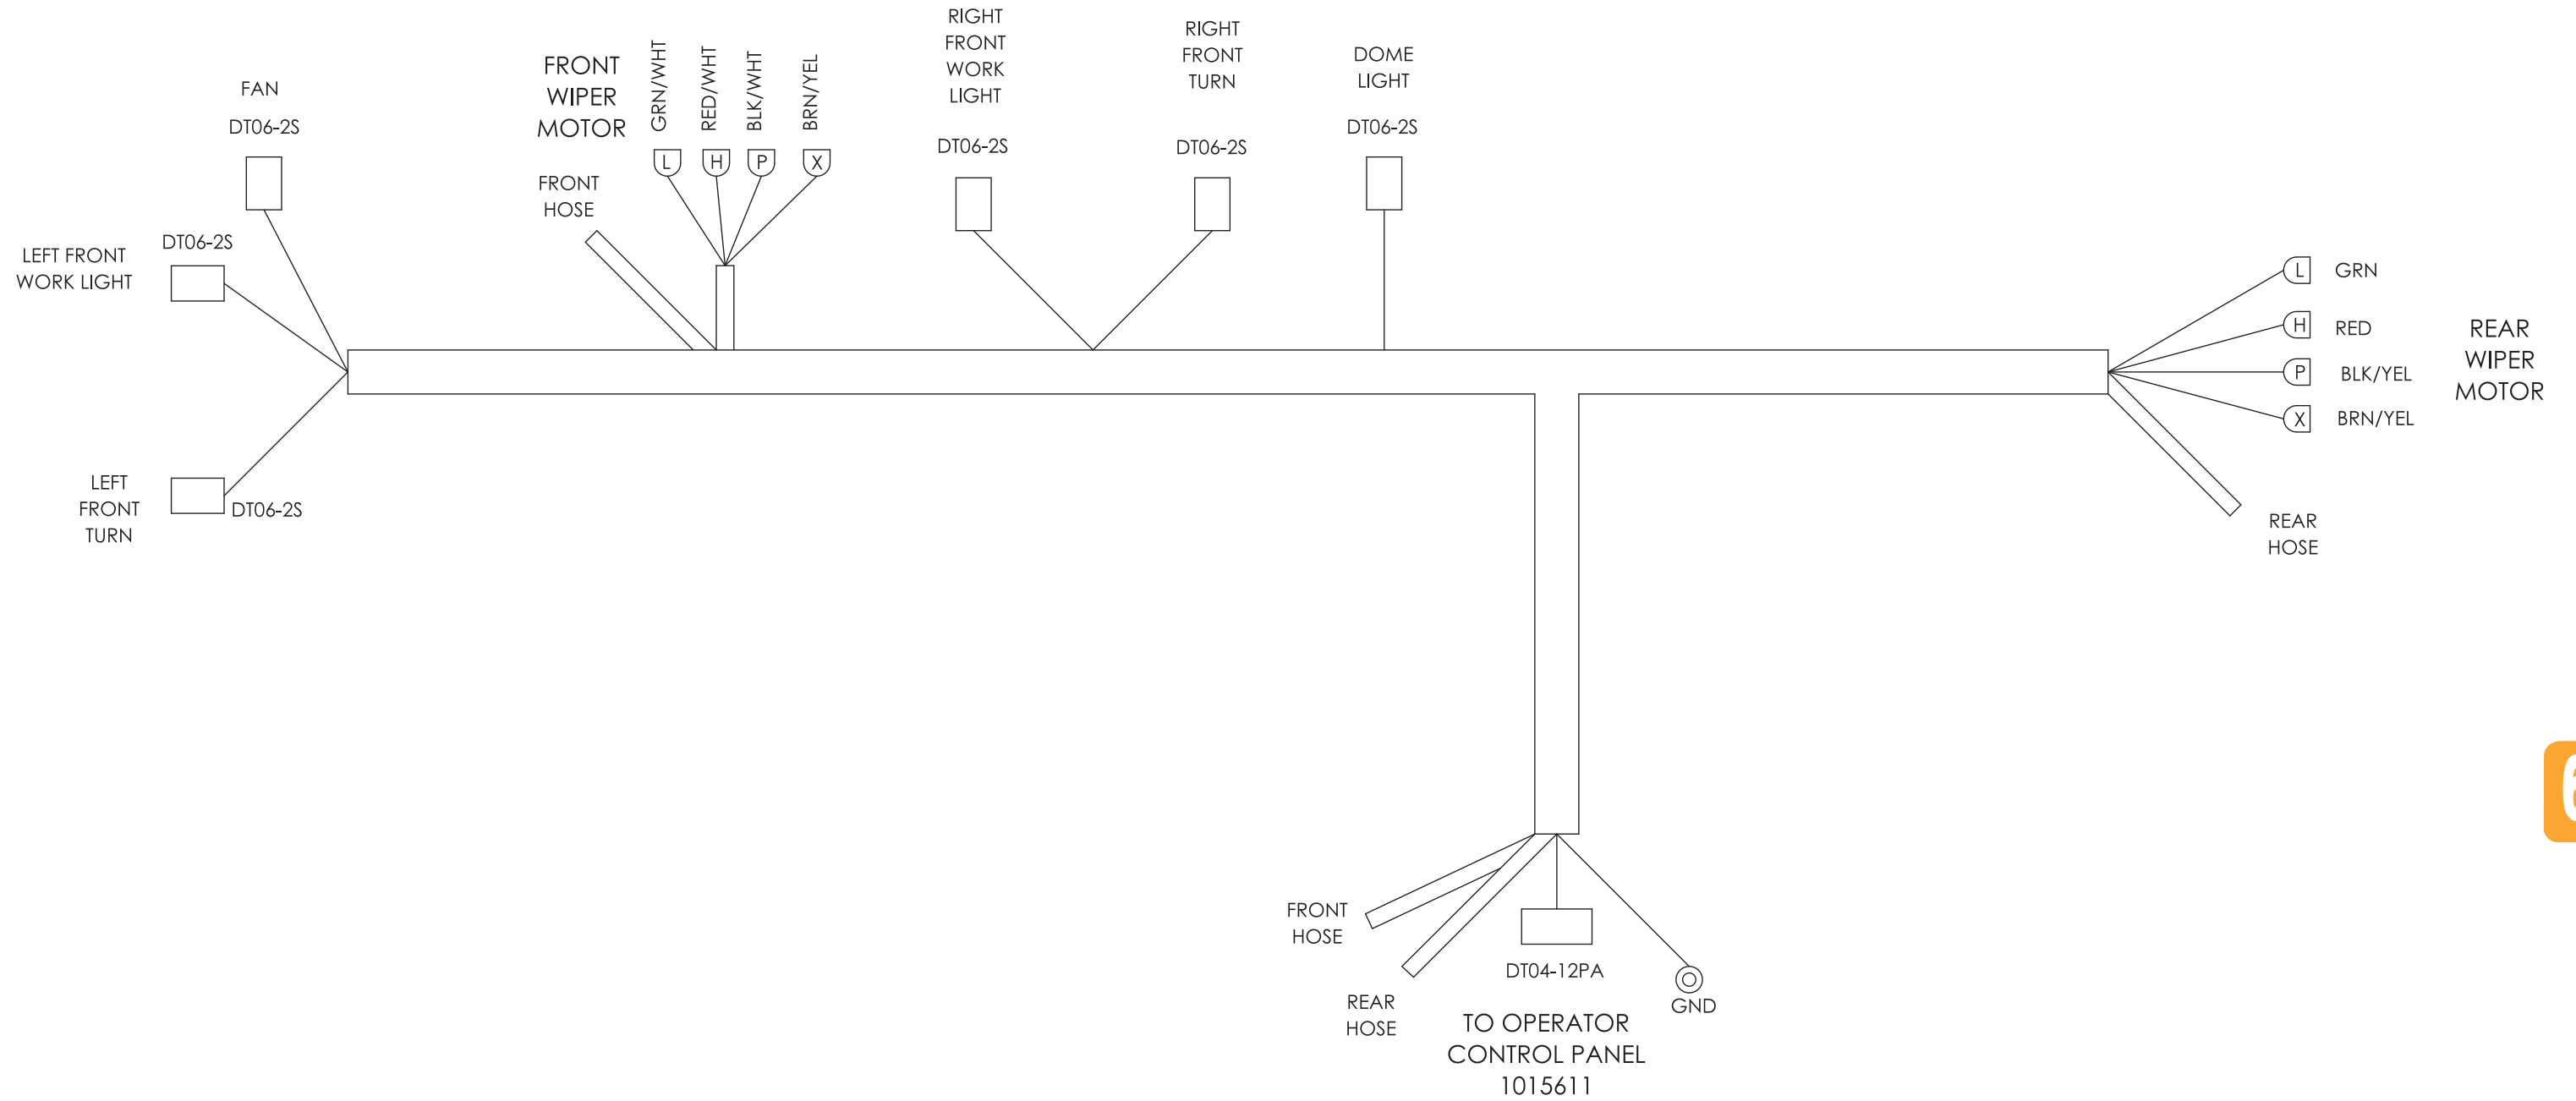 FAN
DT06-2S
LEFT FRONT
WORK LIGHT
DT06-2S
LEFT
FRONT
TURN
DT06-2S
FRONT
WIPER
MOTOR
GRN/WHT
RED/WHT
BLK/WHT
BRN/YEL
L
H
P
X
FRONT
HOSE
RIGHT
FRONT
WORK
LIGHT
DT06-2S
RIGHT
FRONT
TURN
DT06-2S
DOME
LIGHT
DT06-2S
L GRN
H RED
P BLK/YEL
X BRN/YEL
REAR
WIPER
MOTOR
REAR
HOSE
FRONT
HOSE
REAR
HOSE
DT04-12PA
TO OPERATOR
CONTROL PANEL
1015611
GND
6